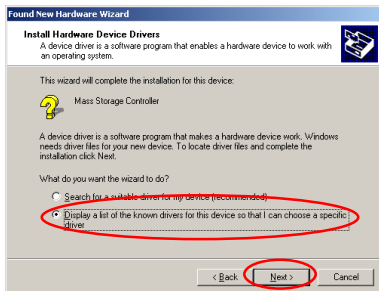 Found New Hardware Wizard
Install Hardware Device Drivers
A device driver is a software program that enables a hardware device to work with
an operating system.
This wizard will complete the installation for this device:
Mass Storage Controller
A device driver is a software program that makes a hardware device work. Windows
needs driver files for your new device. To locate driver files and complete the
installation click Next.
What do you want the wizard to do?
Search for a suitable driver for my device (recommended)
Display a list of the known drivers for this device so that I can choose a specific
driver
< Back
Next >
Cancel